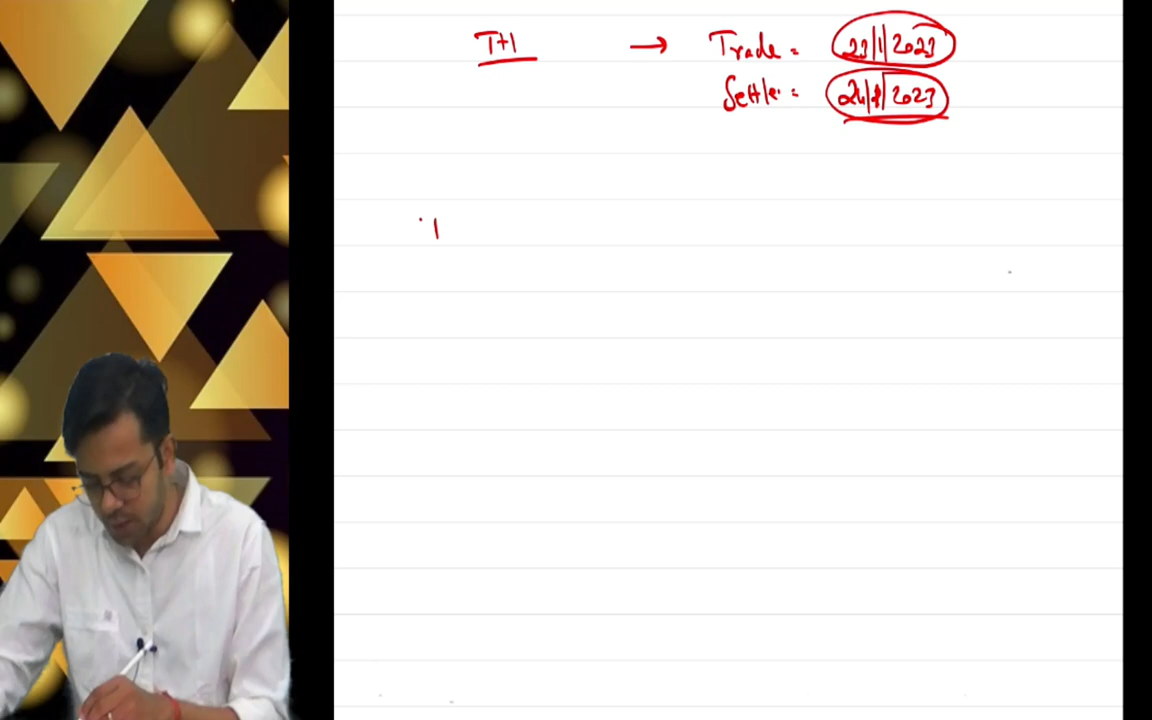 T+1 → Trade = 23/1/2023
Settle = 24/1/2023